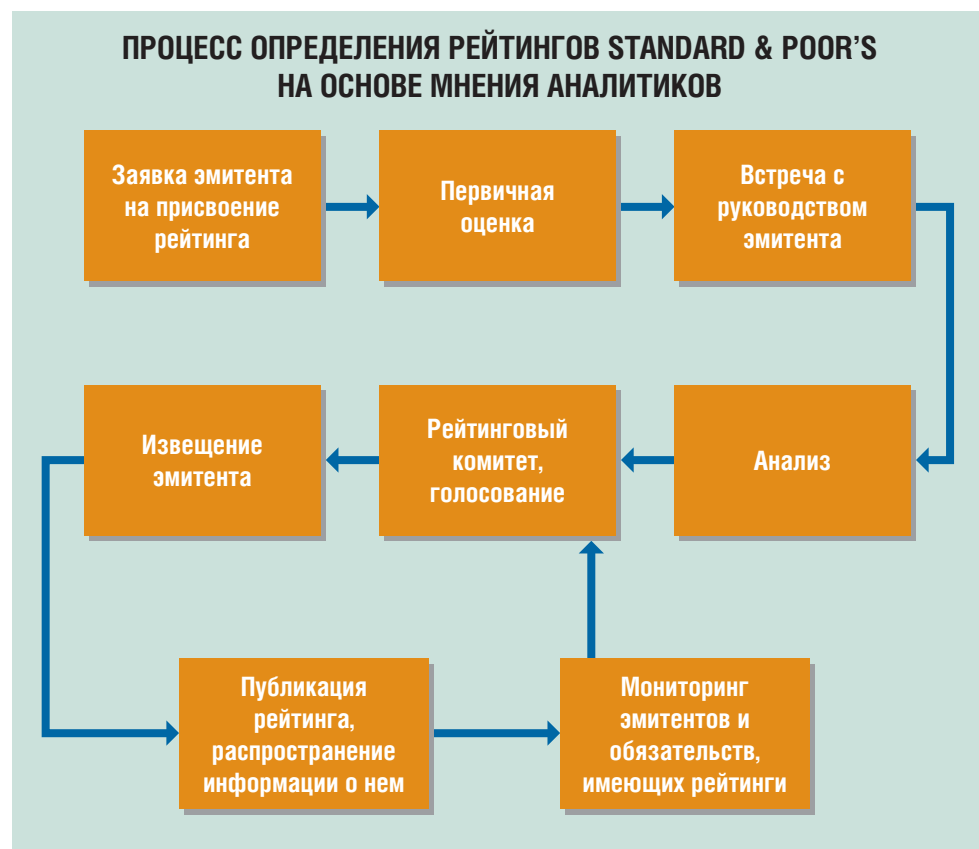 ПРОЦЕСС ОПРЕДЕЛЕНИЯ РЕЙТИНГОВ STANDARD & POOR'S
НА ОСНОВЕ МНЕНИЯ АНАЛИТИКОВ
Заявка эмитента
на присвоение
рейтинга
Первичная
оценка
Встреча с
руководством
эмитента
Анализ
Рейтинговый
комитет,
голосование
Извещение
эмитента
Публикация
рейтинга,
распространение
информации о нем
Мониторинг
эмитентов и
обязательств,
имеющих рейтинги